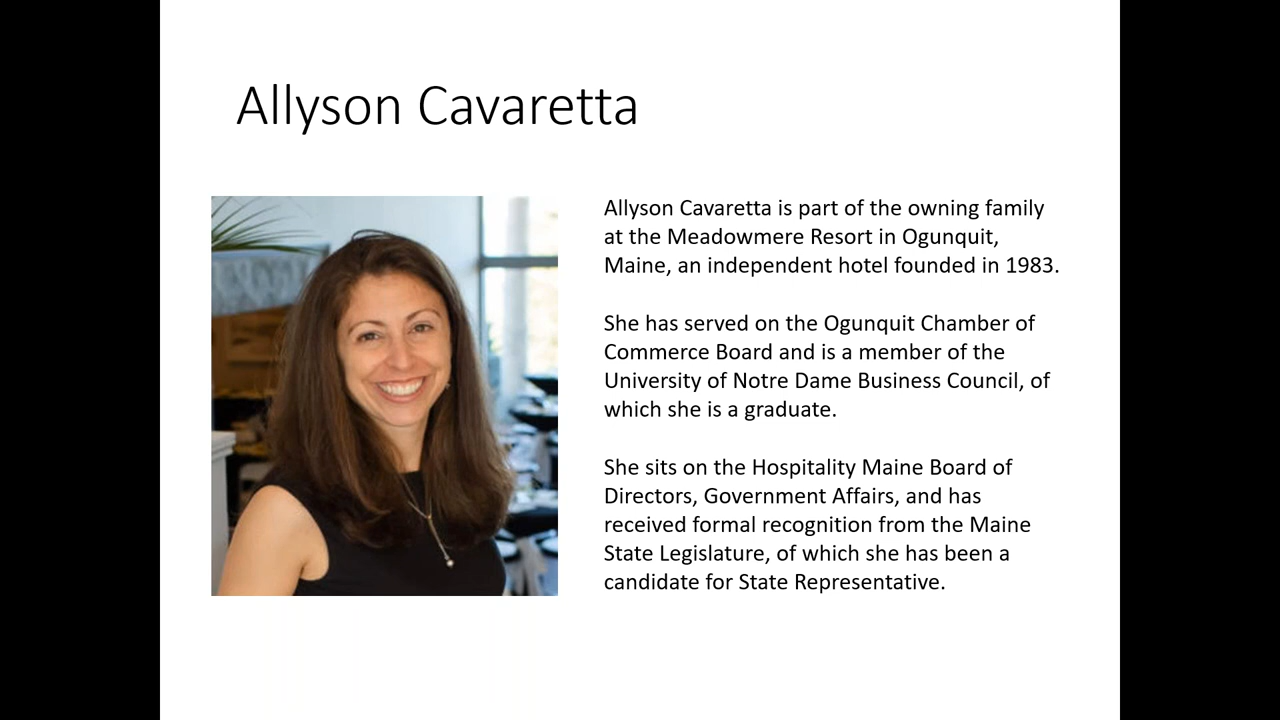 Allyson Cavaretta
Allyson Cavaretta is part of the owning family
at the Meadowmere Resort in Ogunquit,
Maine, an independent hotel founded in 1983.
She has served on the Ogunquit Chamber of
Commerce Board and is a member of the
University of Notre Dame Business Council, of
which she is a graduate.
She sits on the Hospitality Maine Board of
Directors, Government Affairs, and has
received formal recognition from the Maine
State Legislature, of which she has been a
candidate for State Representative.